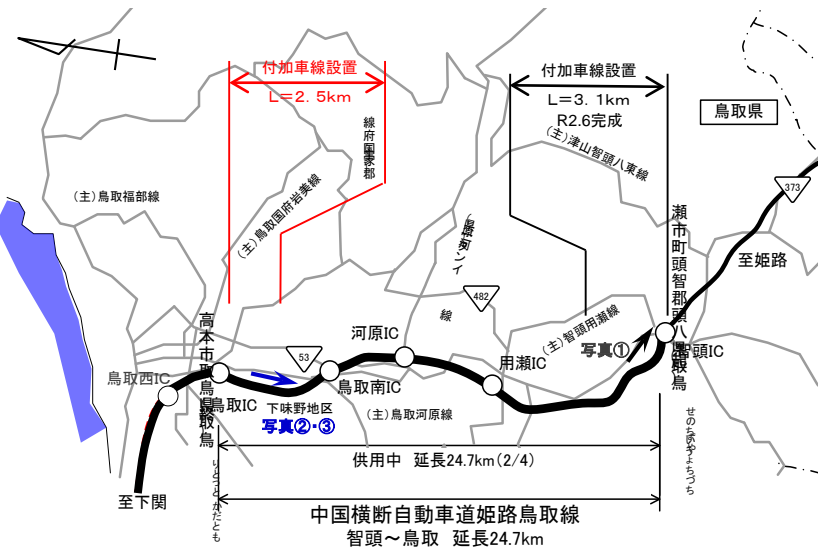 付加車線設置
L=2.5km
付加車線設置
L=3.1km
R2.6完成
鳥取県
(主)津山智頭八東線
373
(主)鳥取福部線
(主)鳥取国府岩美線
至姫路
482
線
(主)智頭用瀬線
写真①
智頭IC
河原IC
53
用瀬IC
鳥取西IC
鳥取IC
鳥取南IC
下味野地区
写真②・③
(主)鳥取河原線
供用中 延長24.7km(2/4)
至下関
中国横断自動車道姫路鳥取線
智頭~鳥取 延長24.7km